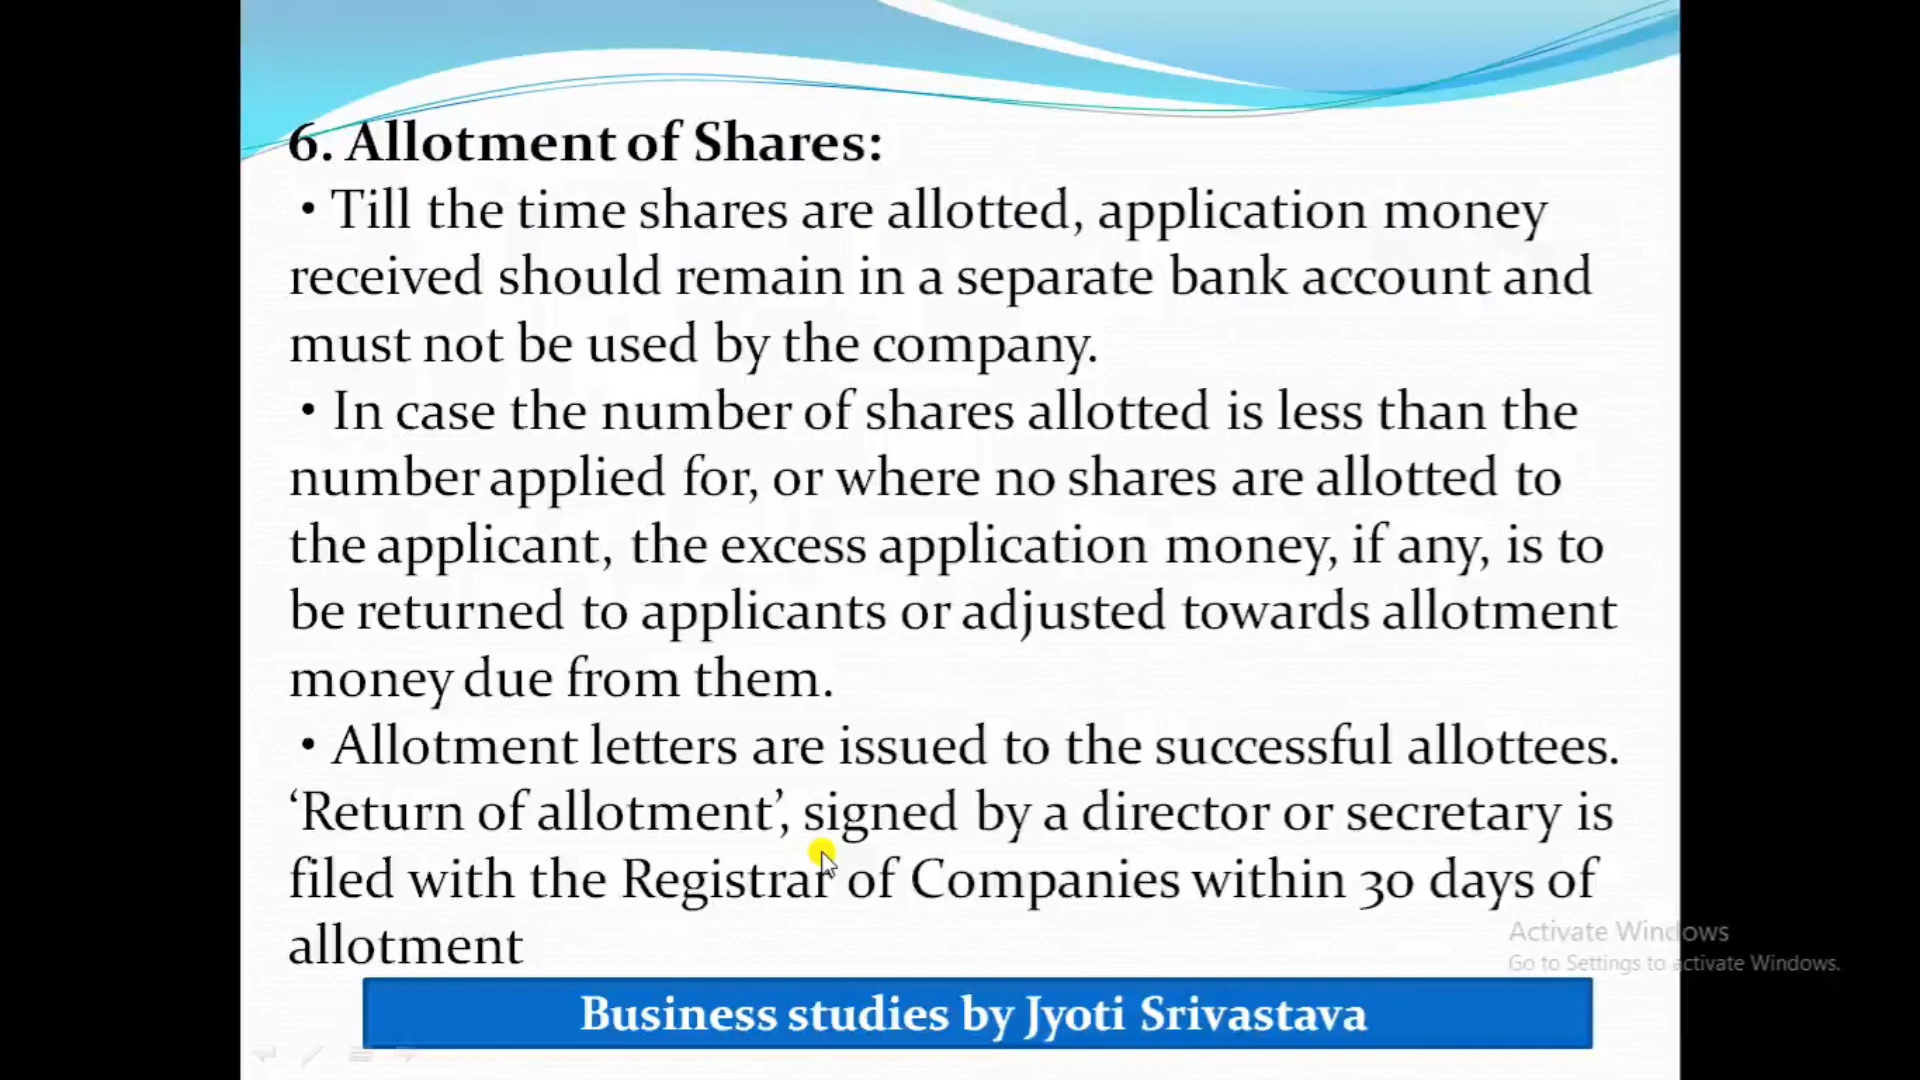 6. Allotment of Shares:
• Till the time shares are allotted, application money
received should remain in a separate bank account and
must not be used by the company.
• In case the number of shares allotted is less than the
number applied for, or where no shares are allotted to
the applicant, the excess application money, if any, is to
be returned to applicants or adjusted towards allotment
money due from them.
• Allotment letters are issued to the successful allottees.
‘Return of allotment’, signed by a director or secretary is
filed with the Registrar of Companies within 30 days of
allotment
Activate Windows
Go to Settings to activate Windows.
Business studies by Jyoti Srivastava